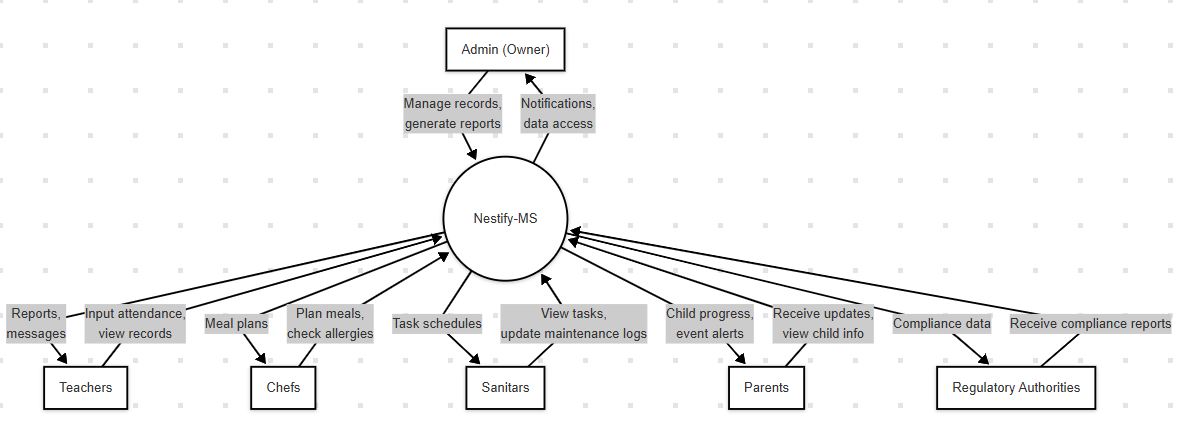 Admin (Owner)
Manage records,
generate reports
Notifications,
data access
Nestify-MS
Reports,
messages
Input attendance,
view records
Meal plans
Plan meals,
check allergies
Task schedules
View tasks,
update maintenance logs
Child progress,
event alerts
Receive updates,
view child info
Compliance data
Receive compliance reports
Teachers
Chefs
Sanitars
Parents
Regulatory Authorities